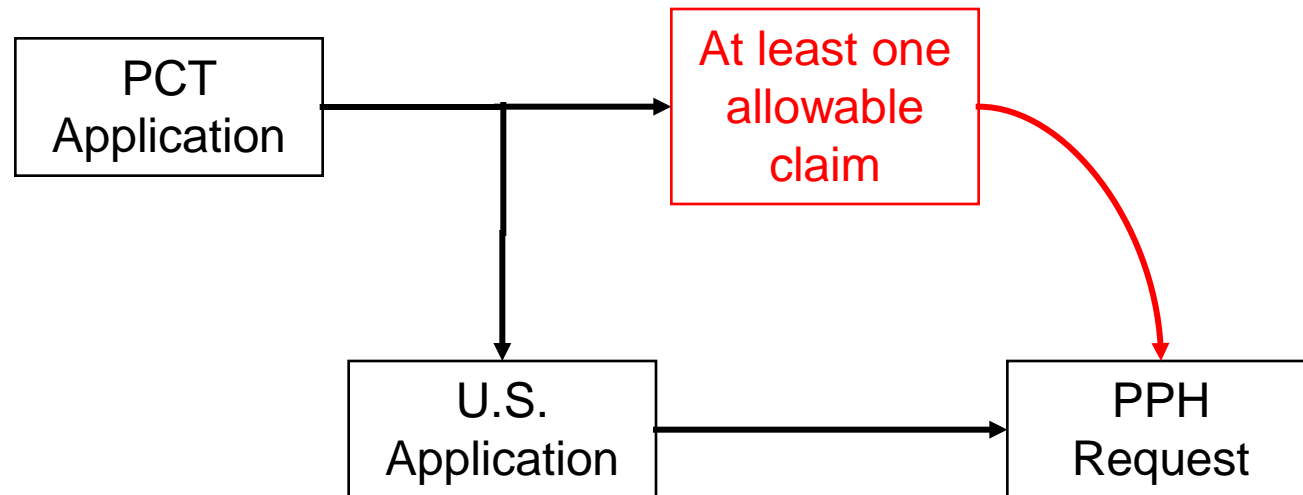 PCT
Application
At least one
allowable
claim
U.S.
Application
PPH
Request